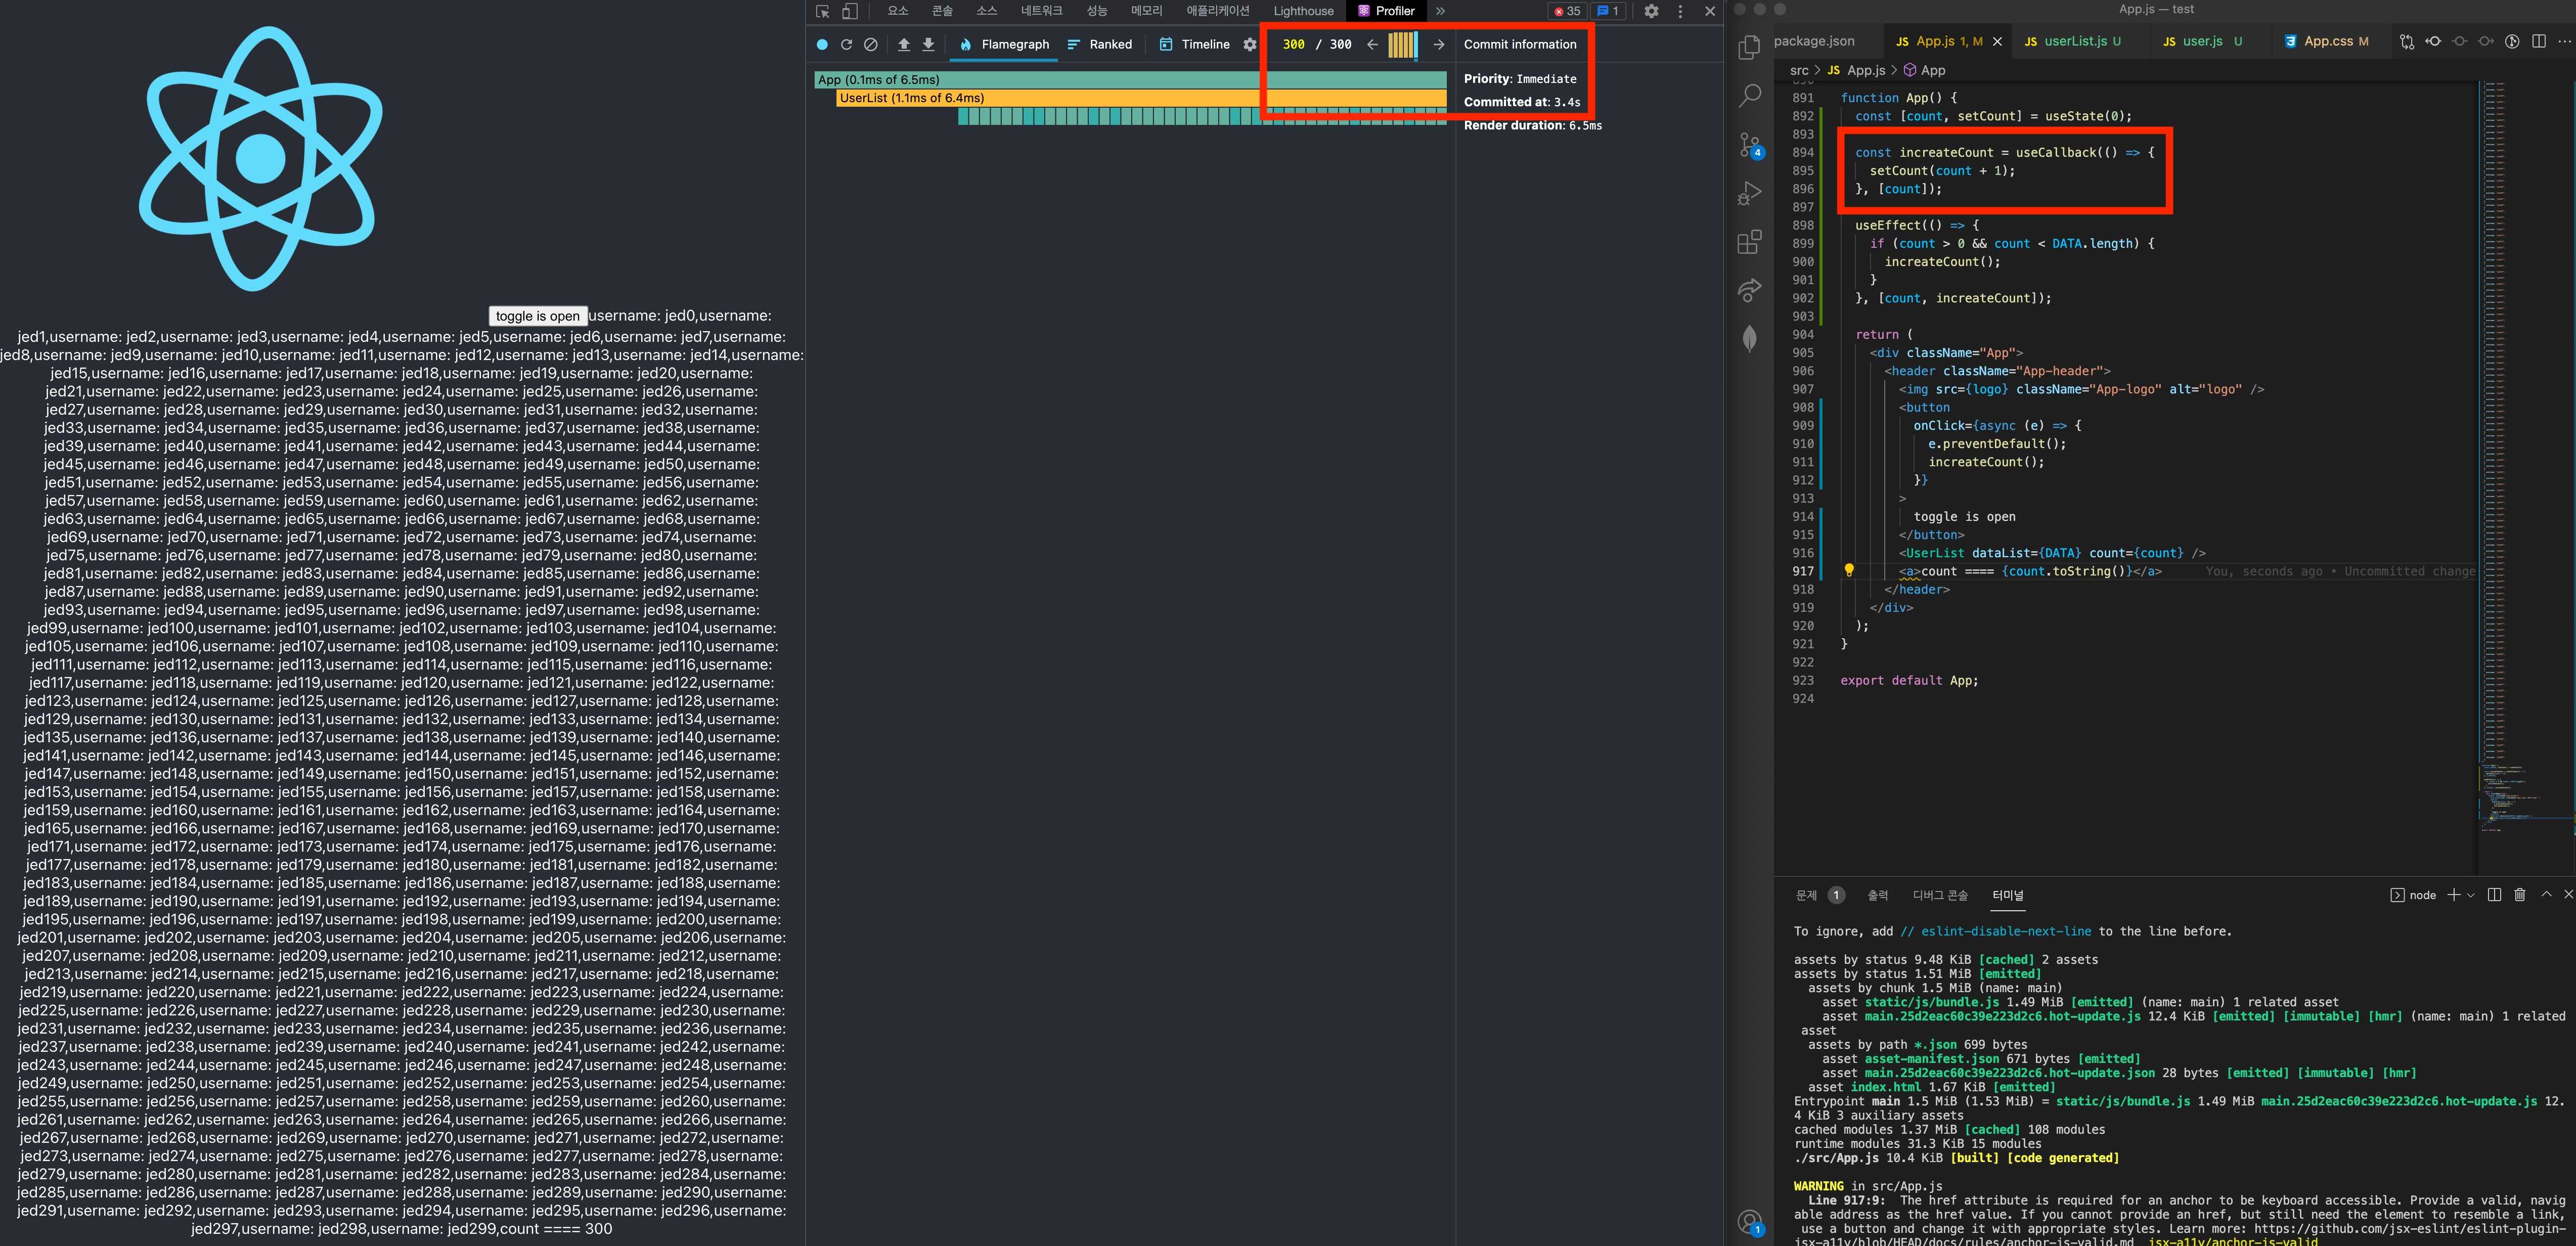 toggle is open username: jed0,username:
jed1,username: jed2,username: jed3,username: jed4,username: jed5,username: jed6,username: jed7,username:
jed8,username: jed9,username: jed10,username: jed11,username: jed12,username: jed13,username: jed14,username:
jed15,username: jed16,username: jed17,username: jed18,username: jed19,username: jed20,username:
jed21,username: jed22,username: jed23,username: jed24,username: jed25,username: jed26,username:
jed27,username: jed28,username: jed29,username: jed30,username: jed31,username: jed32,username:
jed33,username: jed34,username: jed35,username: jed36,username: jed37,username: jed38,username:
jed39,username: jed40,username: jed41,username: jed42,username: jed43,username: jed44,username:
jed45,username: jed46,username: jed47,username: jed48,username: jed49,username: jed50,username:
jed51,username: jed52,username: jed53,username: jed54,username: jed55,username: jed56,username:
jed57,username: jed58,username: jed59,username: jed60,username: jed61,username: jed62,username:
jed63,username: jed64,username: jed65,username: jed66,username: jed67,username: jed68,username:
jed69,username: jed70,username: jed71,username: jed72,username: jed73,username: jed74,username:
jed75,username: jed76,username: jed77,username: jed78,username: jed79,username: jed80,username:
jed81,username: jed82,username: jed83,username: jed84,username: jed85,username: jed86,username:
jed87,username: jed88,username: jed89,username: jed90,username: jed91,username: jed92,username:
jed93,username: jed94,username: jed95,username: jed96,username: jed97,username: jed98,username:
jed99,username: jed100,username: jed101,username: jed102,username: jed103,username: jed104,username:
jed105,username: jed106,username: jed107,username: jed108,username: jed109,username: jed110,username:
jed111,username: jed112,username: jed113,username: jed114,username: jed115,username: jed116,username:
jed117,username: jed118,username: jed119,username: jed120,username: jed121,username: jed122,username:
jed123,username: jed124,username: jed125,username: jed126,username: jed127,username: jed128,username:
jed129,username: jed130,username: jed131,username: jed132,username: jed133,username: jed134,username:
jed135,username: jed136,username: jed137,username: jed138,username: jed139,username: jed140,username:
jed141,username: jed142,username: jed143,username: jed144,username: jed145,username: jed146,username:
jed147,username: jed148,username: jed149,username: jed150,username: jed151,username: jed152,username:
jed153,username: jed154,username: jed155,username: jed156,username: jed157,username: jed158,username:
jed159,username: jed160,username: jed161,username: jed162,username: jed163,username: jed164,username:
jed165,username: jed166,username: jed167,username: jed168,username: jed169,username: jed170,username:
jed171,username: jed172,username: jed173,username: jed174,username: jed175,username: jed176,username:
jed177,username: jed178,username: jed179,username: jed180,username: jed181,username: jed182,username:
jed183,username: jed184,username: jed185,username: jed186,username: jed187,username: jed188,username:
jed189,username: jed190,username: jed191,username: jed192,username: jed193,username: jed194,username:
jed195,username: jed196,username: jed197,username: jed198,username: jed199,username: jed200,username:
jed201,username: jed202,username: jed203,username: jed204,username: jed205,username: jed206,username:
jed207,username: jed208,username: jed209,username: jed210,username: jed211,username: jed212,username:
jed213,username: jed214,username: jed215,username: jed216,username: jed217,username: jed218,username:
jed219,username: jed220,username: jed221,username: jed222,username: jed223,username: jed224,username:
jed225,username: jed226,username: jed227,username: jed228,username: jed229,username: jed230,username:
jed231,username: jed232,username: jed233,username: jed234,username: jed235,username: jed236,username:
jed237,username: jed238,username: jed239,username: jed240,username: jed241,username: jed242,username:
jed243,username: jed244,username: jed245,username: jed246,username: jed247,username: jed248,username:
jed249,username: jed250,username: jed251,username: jed252,username: jed253,username: jed254,username:
jed255,username: jed256,username: jed257,username: jed258,username: jed259,username: jed260,username:
jed261,username: jed262,username: jed263,username: jed264,username: jed265,username: jed266,username:
jed267,username: jed268,username: jed269,username: jed270,username: jed271,username: jed272,username:
jed273,username: jed274,username: jed275,username: jed276,username: jed277,username: jed278,username:
jed279,username: jed280,username: jed281,username: jed282,username: jed283,username: jed284,username:
jed285,username: jed286,username: jed287,username: jed288,username: jed289,username: jed290,username:
jed291,username: jed292,username: jed293,username: jed294,username: jed295,username: jed296,username:
jed297,username: jed298,username: jed299,count ==== 300
요소 콘솔 소스 네트워크 성능 메모리 애플리케이션 Lighthouse Profiler » 35 1
Flamegraph Ranked Timeline 300 / 300 Commit information
App (0.1ms of 6.5ms)
UserList (1.1ms of 6.4ms)
Priority: Immediate
Committed at: 3.4s
Render duration: 6.5ms
App.js — test
package.json JS App.js 1, M JS userList.js U JS user.js U App.css M
src > JS App.js > App
891 function App() {
892 const [count, setCount] = useState(0);
893
894 const increateCount = useCallback(() => {
895 setCount(count + 1);
896 }, [count]);
897
898 useEffect(() => {
899 if (count > 0 && count < DATA.length) {
900 increateCount();
901 }
902 }, [count, increateCount]);
903
904 return (
905 <div className="App">
906 <header className="App-header">
907 <img src={logo} className="App-logo" alt="logo" />
908 <button
909 onClick={async (e) => {
910 e.preventDefault();
911 increateCount();
912 }}
913 >
914 toggle is open
915 </button>
916 <UserList dataList={DATA} count={count} />
917 <a>count ==== {count.toString()}</a> You, seconds ago • Uncommitted change
918 </header>
919 </div>
920 );
921 }
922
923 export default App;
924
4
1
문제 1 출력 디버그 콘솔 터미널 node
To ignore, add // eslint-disable-next-line to the line before.
assets by status 9.48 KiB [cached] 2 assets
assets by status 1.51 MiB [emitted]
assets by chunk 1.5 MiB (name: main)
asset static/js/bundle.js 1.49 MiB [emitted] (name: main) 1 related asset
asset main.25d2eac60c39e223d2c6.hot-update.js 12.4 KiB [emitted] [immutable] [hmr] (name: main) 1 related
asset
assets by path *.json 699 bytes
asset asset-manifest.json 671 bytes [emitted]
asset main.25d2eac60c39e223d2c6.hot-update.json 28 bytes [emitted] [immutable] [hmr]
asset index.html 1.67 KiB [emitted]
Entrypoint main 1.5 MiB (1.53 MiB) = static/js/bundle.js 1.49 MiB main.25d2eac60c39e223d2c6.hot-update.js 12.
4 KiB 3 auxiliary assets
cached modules 1.37 MiB [cached] 108 modules
runtime modules 31.3 KiB 15 modules
./src/App.js 10.4 KiB [built] [code generated]
WARNING in src/App.js
Line 917:9: The href attribute is required for an anchor to be keyboard accessible. Provide a valid, navig
able address as the href value. If you cannot provide an href, but still need the element to resemble a link,
use a button and change it with appropriate styles. Learn more: https://github.com/jsx-eslint/eslint-plugin-
jsx-a11y/blob/HEAD/docs/rules/anchor-is-valid.md jsx-a11y/anchor-is-valid